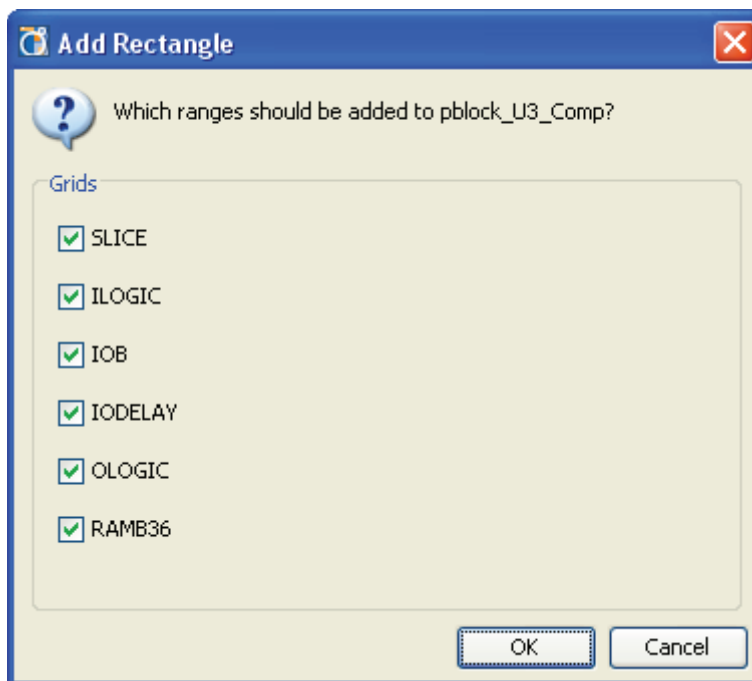 Add Rectangle
Which ranges should be added to pblock_U3_Comp?
Grids
SLICE
ILOGIC
IOB
IODELAY
OLOGIC
RAMB36
OK Cancel